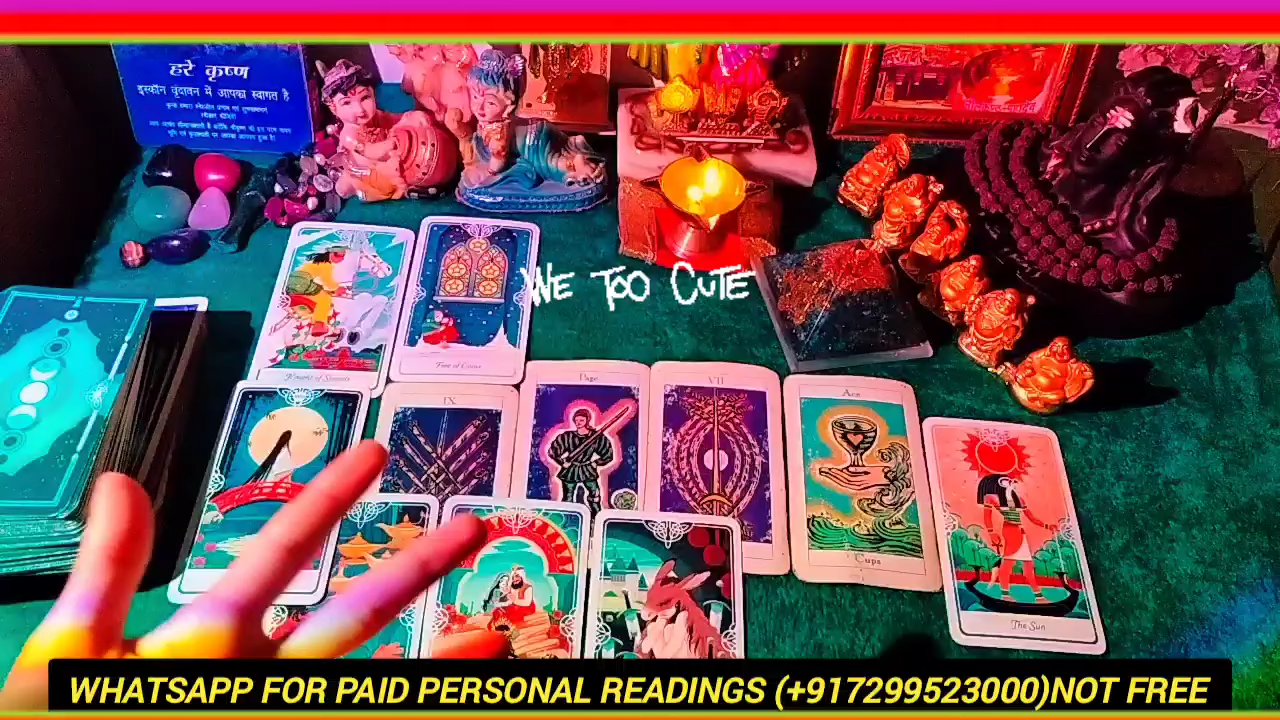 हरे कृष्ण
इस्कॉन वृंदावन में आपका स्वागत है
WE TOO CUTE
Knight of Swords
Five of Coins
IX
Page
VII
Ace
Cups
The Sun
WHATSAPP FOR PAID PERSONAL READINGS (+917299523000)NOT FREE